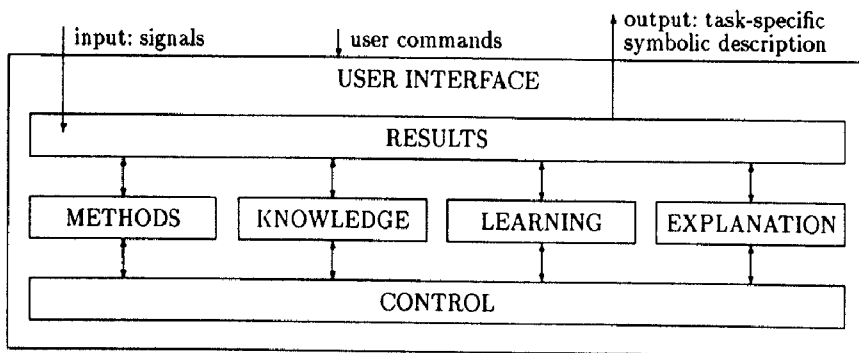 input: signals
user commands
output: task-specific
symbolic description
USER INTERFACE
RESULTS
METHODS
KNOWLEDGE
LEARNING
EXPLANATION
CONTROL